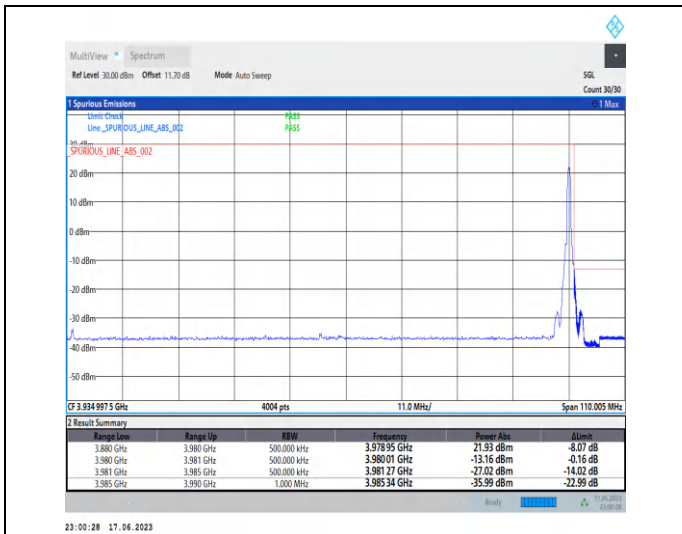 MultiView Spectrum
Ref Level 30.00 dBm Offset 11.70 dB Mode Auto Sweep SGL
Count 30/30
1 Spurious Emissions 1 Max
Limit Check PASS
Line _SPURIOUS_LINE_ABS_002 PASS
30 dBm
_SPURIOUS_LINE_ABS_002
20 dBm
10 dBm
0 dBm
-10 dBm
-20 dBm
-30 dBm
-40 dBm
-50 dBm
CF 3.934 997 5 GHz 4004 pts 11.0 MHz/ Span 110.005 MHz
2 Result Summary
Range Low Range Up RBW Frequency Power Abs ΔLimit
3.880 GHz 3.980 GHz 500.000 kHz 3.978 95 GHz 21.93 dBm -8.07 dB
3.980 GHz 3.981 GHz 500.000 kHz 3.980 01 GHz -13.16 dBm -0.16 dB
3.981 GHz 3.985 GHz 500.000 kHz 3.981 27 GHz -27.02 dBm -14.02 dB
3.985 GHz 3.990 GHz 1.000 MHz 3.985 34 GHz -35.99 dBm -22.99 dB
Ready 17.06.2023
23:00:28
23:00:28 17.06.2023